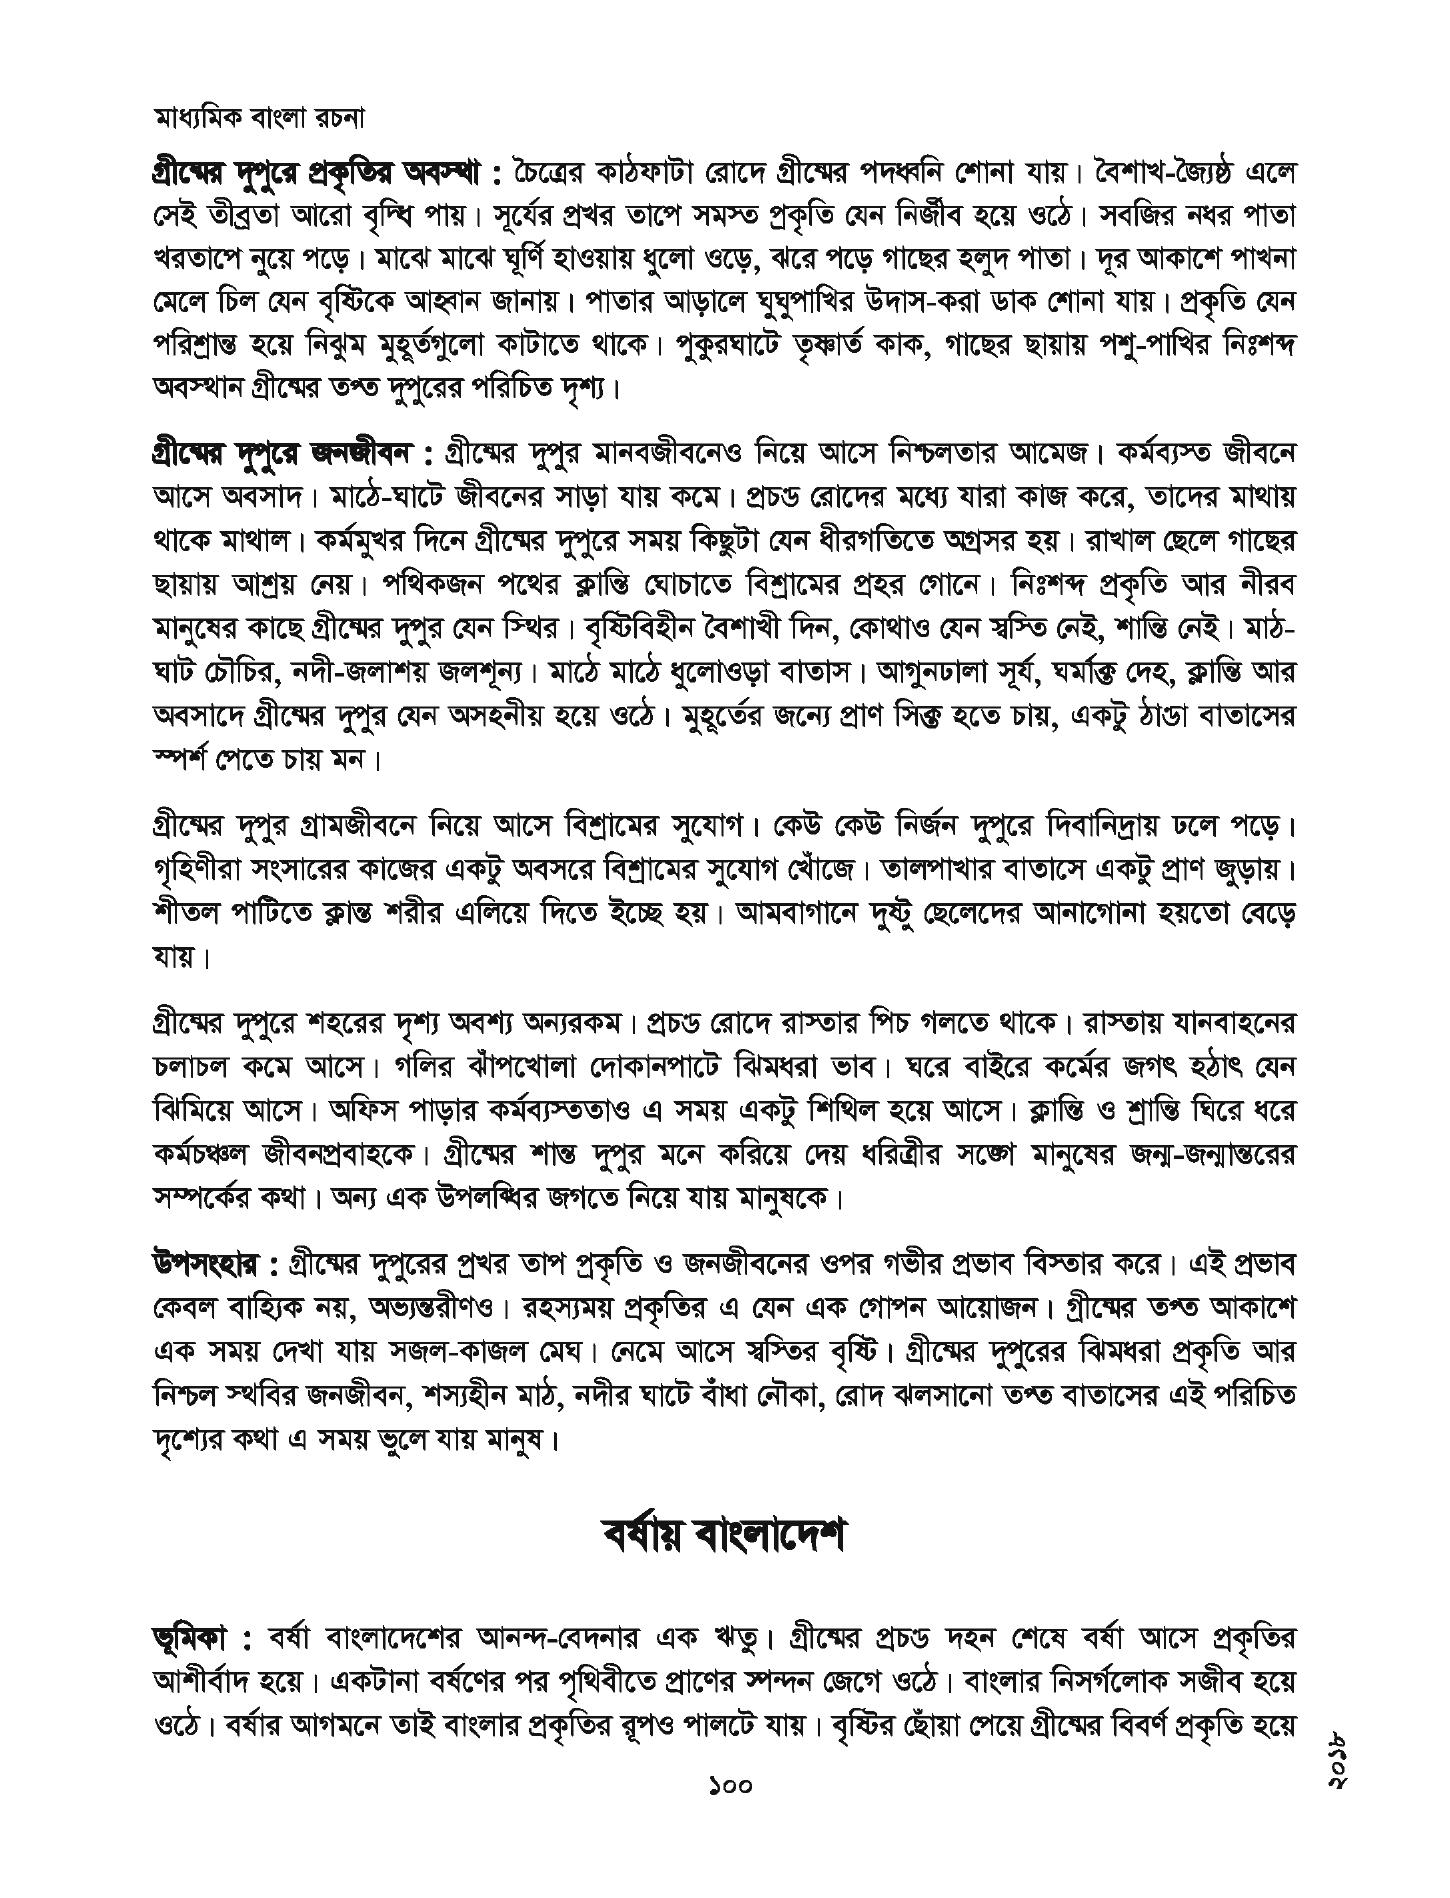 মাধ্যমিক বাংলা রচনা
গ্রীষ্মের দুপুরে প্রকৃতির অবস্থা : চৈত্রের কাঠফাটা রোদে গ্রীষ্মের পদধ্বনি শোনা যায়। বৈশাখ-জ্যৈষ্ঠ এলে
সেই তীব্রতা আরো বৃদ্ধি পায়। সূর্যের প্রখর তাপে সমস্ত প্রকৃতি যেন নির্জীব হয়ে ওঠে। সবজির নধর পাতা
খরতাপে নুয়ে পড়ে। মাঝে মাঝে ঘূর্ণি হাওয়ায় ধুলো ওড়ে, ঝরে পড়ে গাছের হলুদ পাতা। দূর আকাশে পাখনা
মেলে চিল যেন বৃষ্টিকে আহ্বান জানায়। পাতার আড়ালে ঘুঘুপাখির উদাস-করা ডাক শোনা যায়। প্রকৃতি যেন
পরিশ্রান্ত হয়ে নিঝুম মুহূর্তগুলো কাটাতে থাকে। পুকুরঘাটে তৃষ্ণার্ত কাক, গাছের ছায়ায় পশু-পাখির নিঃশব্দ
অবস্থান গ্রীষ্মের তপ্ত দুপুরের পরিচিত দৃশ্য।
গ্রীষ্মের দুপুরে জনজীবন : গ্রীষ্মের দুপুর মানবজীবনেও নিয়ে আসে নিশ্চলতার আমেজ। কর্মব্যস্ত জীবনে
আসে অবসাদ। মাঠে-ঘাটে জীবনের সাড়া যায় কমে। প্রচণ্ড রোদের মধ্যে যারা কাজ করে, তাদের মাথায়
থাকে মাথাল। কর্মমুখর দিনে গ্রীষ্মের দুপুরে সময় কিছুটা যেন ধীরগতিতে অগ্রসর হয়। রাখাল ছেলে গাছের
ছায়ায় আশ্রয় নেয়। পথিকজন পথের ক্লান্তি ঘোচাতে বিশ্রামের প্রহর গোনে। নিঃশব্দ প্রকৃতি আর নীরব
মানুষের কাছে গ্রীষ্মের দুপুর যেন স্থির। বৃষ্টিবিহীন বৈশাখী দিন, কোথাও যেন স্বস্তি নেই, শান্তি নেই। মাঠ-
ঘাট চৌচির, নদী-জলাশয় জলশূন্য। মাঠে মাঠে ধুলোওড়া বাতাস। আগুনঢালা সূর্য, ঘর্মাক্ত দেহ, ক্লান্তি আর
অবসাদে গ্রীষ্মের দুপুর যেন অসহনীয় হয়ে ওঠে। মুহূর্তের জন্যে প্রাণ সিক্ত হতে চায়, একটু ঠাণ্ডা বাতাসের
স্পর্শ পেতে চায় মন।
গ্রীষ্মের দুপুর গ্রামজীবনে নিয়ে আসে বিশ্রামের সুযোগ। কেউ কেউ নির্জন দুপুরে দিবানিদ্রায় ঢলে পড়ে।
গৃহিণীরা সংসারের কাজের একটু অবসরে বিশ্রামের সুযোগ খোঁজে। তালপাখার বাতাসে একটু প্রাণ জুড়ায়।
শীতল পাটিতে ক্লান্ত শরীর এলিয়ে দিতে ইচ্ছে হয়। আমবাগানে দুষ্টু ছেলেদের আনাগোনা হয়তো বেড়ে
যায়।
গ্রীষ্মের দুপুরে শহরের দৃশ্য অবশ্য অন্যরকম। প্রচণ্ড রোদে রাস্তার পিচ গলতে থাকে। রাস্তায় যানবাহনের
চলাচল কমে আসে। গলির ঝাঁপখোলা দোকানপাটে ঝিমধরা ভাব। ঘরে বাইরে কর্মের জগৎ হঠাৎ যেন
ঝিমিয়ে আসে। অফিস পাড়ার কর্মব্যস্ততাও এ সময় একটু শিথিল হয়ে আসে। ক্লান্তি ও শ্রান্তি ঘিরে ধরে
কর্মচঞ্চল জীবনপ্রবাহকে। গ্রীষ্মের শান্ত দুপুর মনে করিয়ে দেয় ধরিত্রীর সঙ্গে মানুষের জন্ম-জন্মান্তরের
সম্পর্কের কথা। অন্য এক উপলব্ধির জগতে নিয়ে যায় মানুষকে।
উপসংহার : গ্রীষ্মের দুপুরের প্রখর তাপ প্রকৃতি ও জনজীবনের ওপর গভীর প্রভাব বিস্তার করে। এই প্রভাব
কেবল বাহ্যিক নয়, অভ্যন্তরীণও। রহস্যময় প্রকৃতির এ যেন এক গোপন আয়োজন। গ্রীষ্মের তপ্ত আকাশে
এক সময় দেখা যায় সজল-কাজল মেঘ। নেমে আসে স্বস্তির বৃষ্টি। গ্রীষ্মের দুপুরের ঝিমধরা প্রকৃতি আর
নিশ্চল স্থবির জনজীবন, শস্যহীন মাঠ, নদীর ঘাটে বাঁধা নৌকা, রোদ ঝলসানো তপ্ত বাতাসের এই পরিচিত
দৃশ্যের কথা এ সময় ভুলে যায় মানুষ।
বর্ষায় বাংলাদেশ
ভূমিকা : বর্ষা বাংলাদেশের আনন্দ-বেদনার এক ঋতু। গ্রীষ্মের প্রচণ্ড দহন শেষে বর্ষা আসে প্রকৃতির
আশীর্বাদ হয়ে। একটানা বর্ষণের পর পৃথিবীতে প্রাণের স্পন্দন জেগে ওঠে। বাংলার নিসর্গলোক সজীব হয়ে
ওঠে। বর্ষার আগমনে তাই বাংলার প্রকৃতির রূপও পালটে যায়। বৃষ্টির ছোঁয়া পেয়ে গ্রীষ্মের বিবর্ণ প্রকৃতি হয়ে
১০০
২০১৮